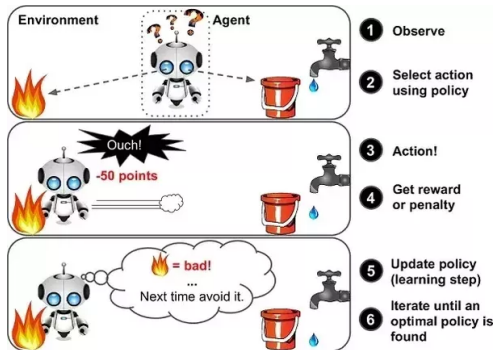 Environment
Agent
? ? ?
1 Observe
2 Select action
using policy
Ouch!
-50 points
3 Action!
4 Get reward
or penalty
= bad!
...
Next time avoid it.
5 Update policy
(learning step)
6 Iterate until an
optimal policy is
found